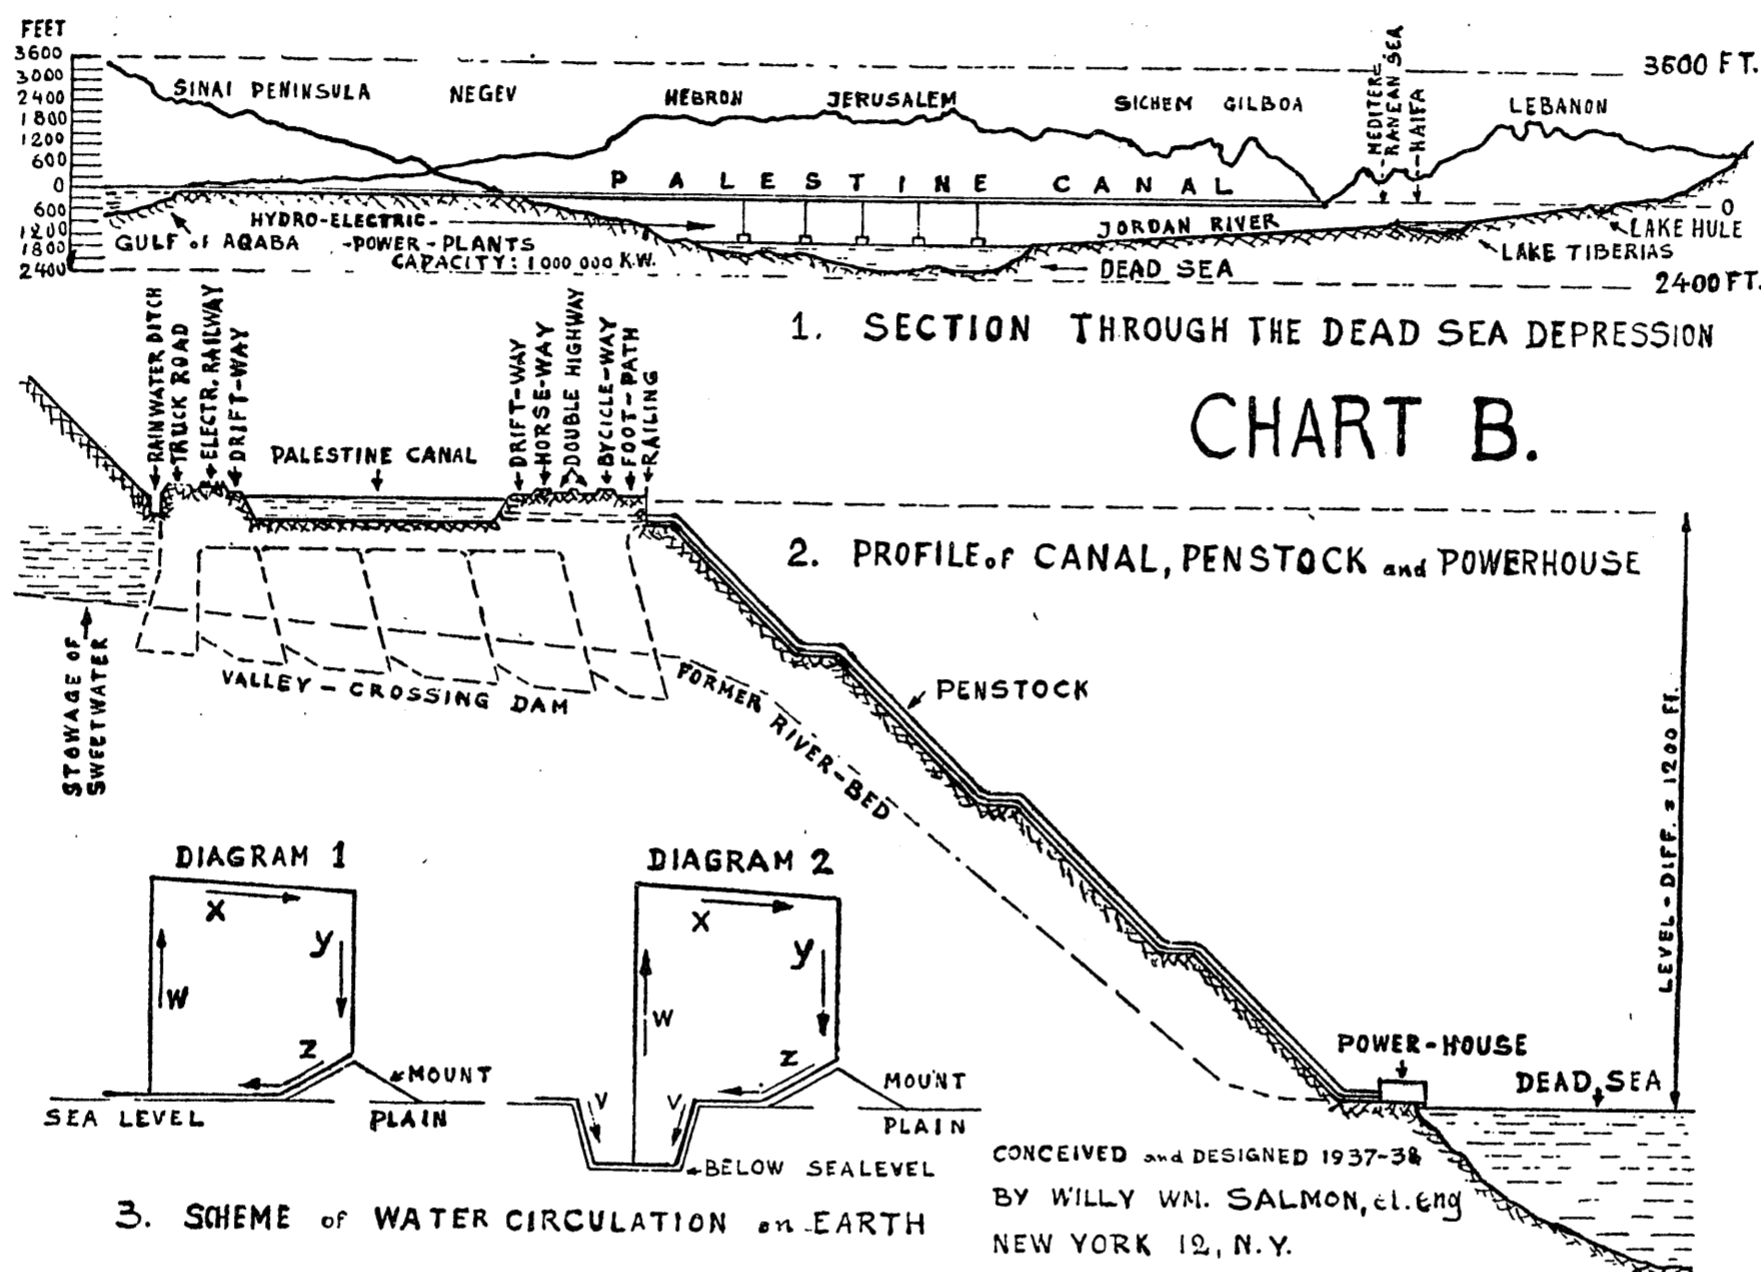 FEET
3600
3000
2400
1800
1200
600
0
600
1200
1800
2400
SINAI PENINSULA
NEGEV
HEBRON
JERUSALEM
SICHEM
GILBOA
MEDITER=
RANEAN SEA
HAIFA
LEBANON
3600 FT.
PALESTINE CANAL
0
HYDRO-ELECTRIC-
-POWER-PLANTS
CAPACITY: 1000 000 K.W.
GULF of AQABA
JORDAN RIVER
DEAD SEA
LAKE HULE
LAKE TIBERIAS
2400 FT.
1. SECTION THROUGH THE DEAD SEA DEPRESSION
CHART B.
RAINWATER DITCH
TRUCK ROAD
ELECTR. RAILWAY
DRIFT-WAY
PALESTINE CANAL
DRIFT-WAY
HORSE-WAY
DOUBLE HIGHWAY
BYCICLE-WAY
FOOT-PATH
RAILING
2. PROFILE of CANAL, PENSTOCK and POWERHOUSE
STOWAGE OF
SWEETWATER
VALLEY-CROSSING DAM
FORMER RIVER-BED
PENSTOCK
LEVEL-DIFF. = 1200 FT.
POWER-HOUSE
DEAD SEA
DIAGRAM 1
X
Y
W
Z
MOUNT
SEA LEVEL
PLAIN
DIAGRAM 2
X
Y
W
Z
V
V
MOUNT
PLAIN
BELOW SEALEVEL
3. SCHEME of WATER CIRCULATION on EARTH
CONCEIVED and DESIGNED 1937-38
BY WILLY WM. SALMON, el. Eng
NEW YORK 12, N.Y.